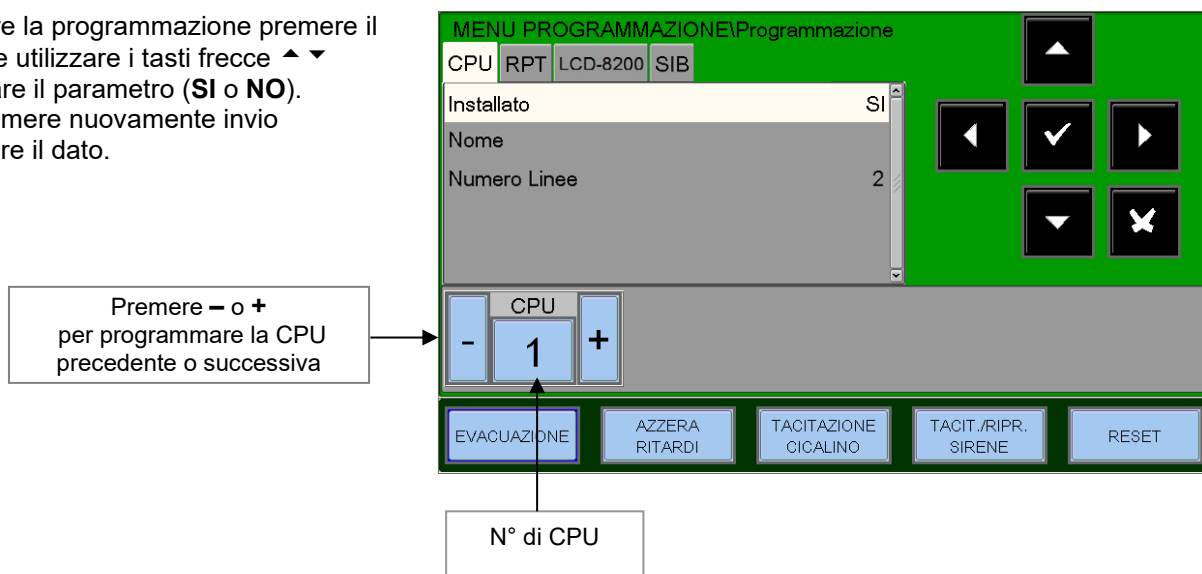 re la programmazione premere il
e utilizzare i tasti frecce ▲ ▼
are il parametro (SI o NO).
mere nuovamente invio
re il dato.
MENU PROGRAMMAZIONE\Programmazione
CPU RPT LCD-8200 SIB
Installato SI
Nome
Numero Linee 2
Premere – o +
per programmare la CPU
precedente o successiva
CPU
- 1 +
EVACUAZIONE
AZZERA
RITARDI
TACITAZIONE
CICALINO
TACIT./RIPR.
SIRENE
RESET
N° di CPU